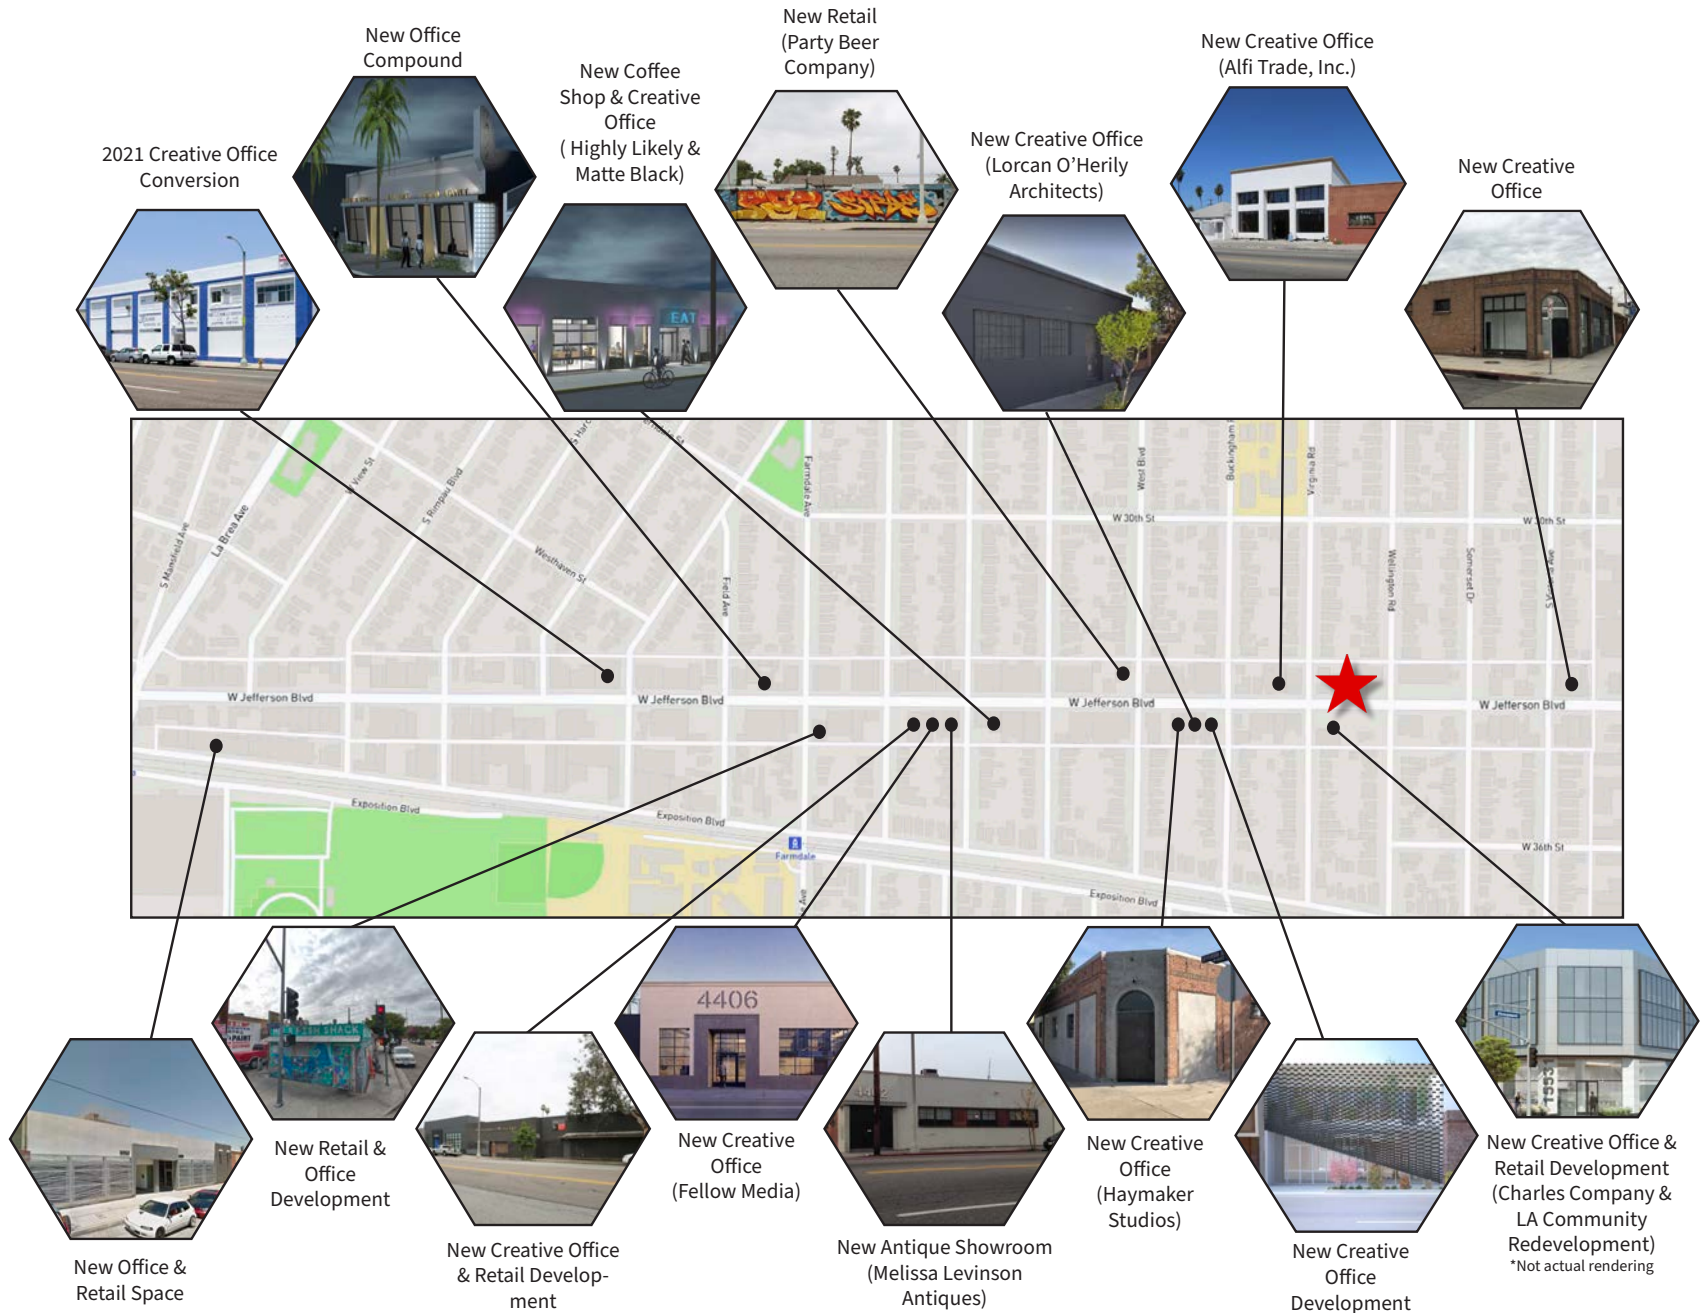 New Retail
(Party Beer
Company)
New Office
Compound
New Creative Office
(Alfi Trade, Inc.)
New Coffee
Shop & Creative
Office
( Highly Likely &
Matte Black)
New Creative Office
(Lorcan O'Herily
Architects)
2021 Creative Office
Conversion
New Creative
Office
EAT
S Mansfield Ave
La Brea Ave
W View St
S Rimpau Blvd
S Harc
Westhaven St
Field Ave
Farmdale Ave
West Blvd
Buckingham
Virginia Rd
W 30th St
W 30th St
Wellington Rd
Somerset Dr
W Jefferson Blvd
W Jefferson Blvd
W Jefferson Blvd
W Jefferson Blvd
Exposition Blvd
Exposition Blvd
Farmdale
W 36th St
Exposition Blvd
FISH SHACK
PAINT
4406
4402
New Office &
Retail Space
New Retail &
Office
Development
New Creative Office
& Retail Develop-
ment
New Creative
Office
(Fellow Media)
New Antique Showroom
(Melissa Levinson
Antiques)
New Creative
Office
(Haymaker
Studios)
New Creative
Office
Development
New Creative Office &
Retail Development
(Charles Company &
LA Community
Redevelopment)
*Not actual rendering